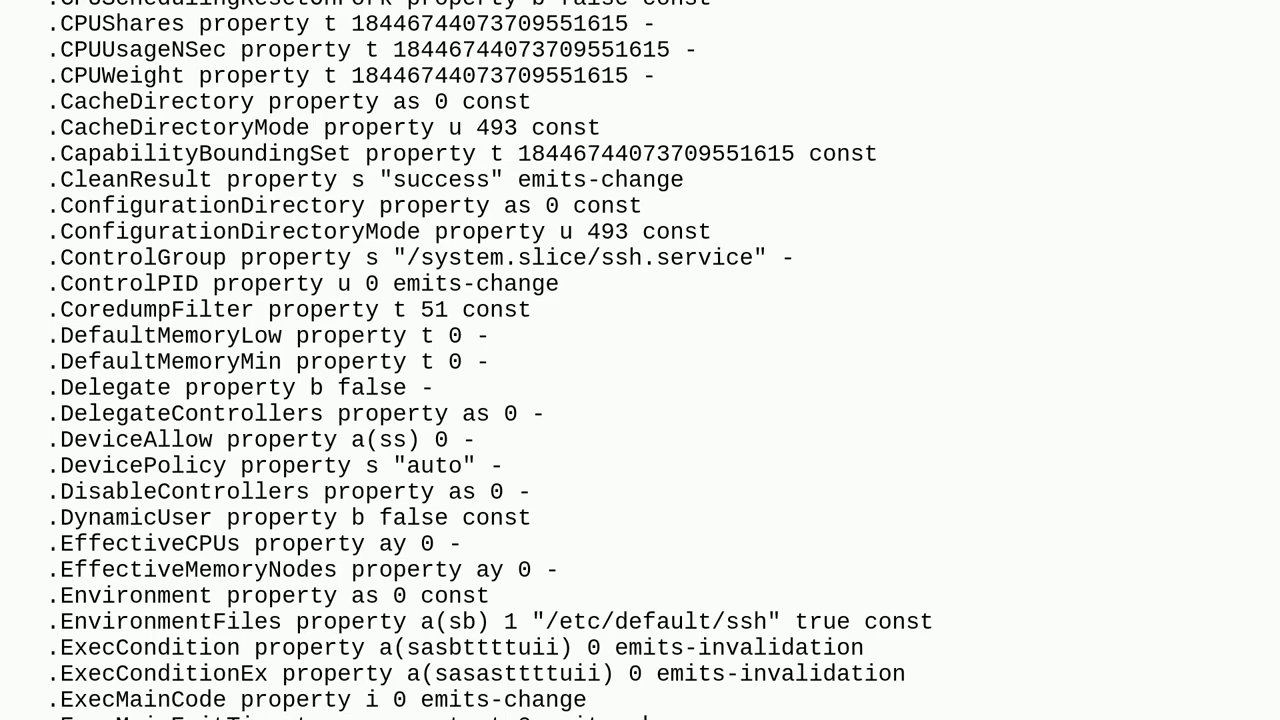 .CPUSchedulingResetOnFork property b false const
.CPUShares property t 18446744073709551615 -
.CPUUsageNSec property t 18446744073709551615 -
.CPUWeight property t 18446744073709551615 -
.CacheDirectory property as 0 const
.CacheDirectoryMode property u 493 const
.CapabilityBoundingSet property t 18446744073709551615 const
.CleanResult property s "success" emits-change
.ConfigurationDirectory property as 0 const
.ConfigurationDirectoryMode property u 493 const
.ControlGroup property s "/system.slice/ssh.service" -
.ControlPID property u 0 emits-change
.CoredumpFilter property t 51 const
.DefaultMemoryLow property t 0 -
.DefaultMemoryMin property t 0 -
.Delegate property b false -
.DelegateControllers property as 0 -
.DeviceAllow property a(ss) 0 -
.DevicePolicy property s "auto" -
.DisableControllers property as 0 -
.DynamicUser property b false const
.EffectiveCPUs property ay 0 -
.EffectiveMemoryNodes property ay 0 -
.Environment property as 0 const
.EnvironmentFiles property a(sb) 1 "/etc/default/ssh" true const
.ExecCondition property a(sasbttttuii) 0 emits-invalidation
.ExecConditionEx property a(sasasttttuii) 0 emits-invalidation
.ExecMainCode property i 0 emits-change